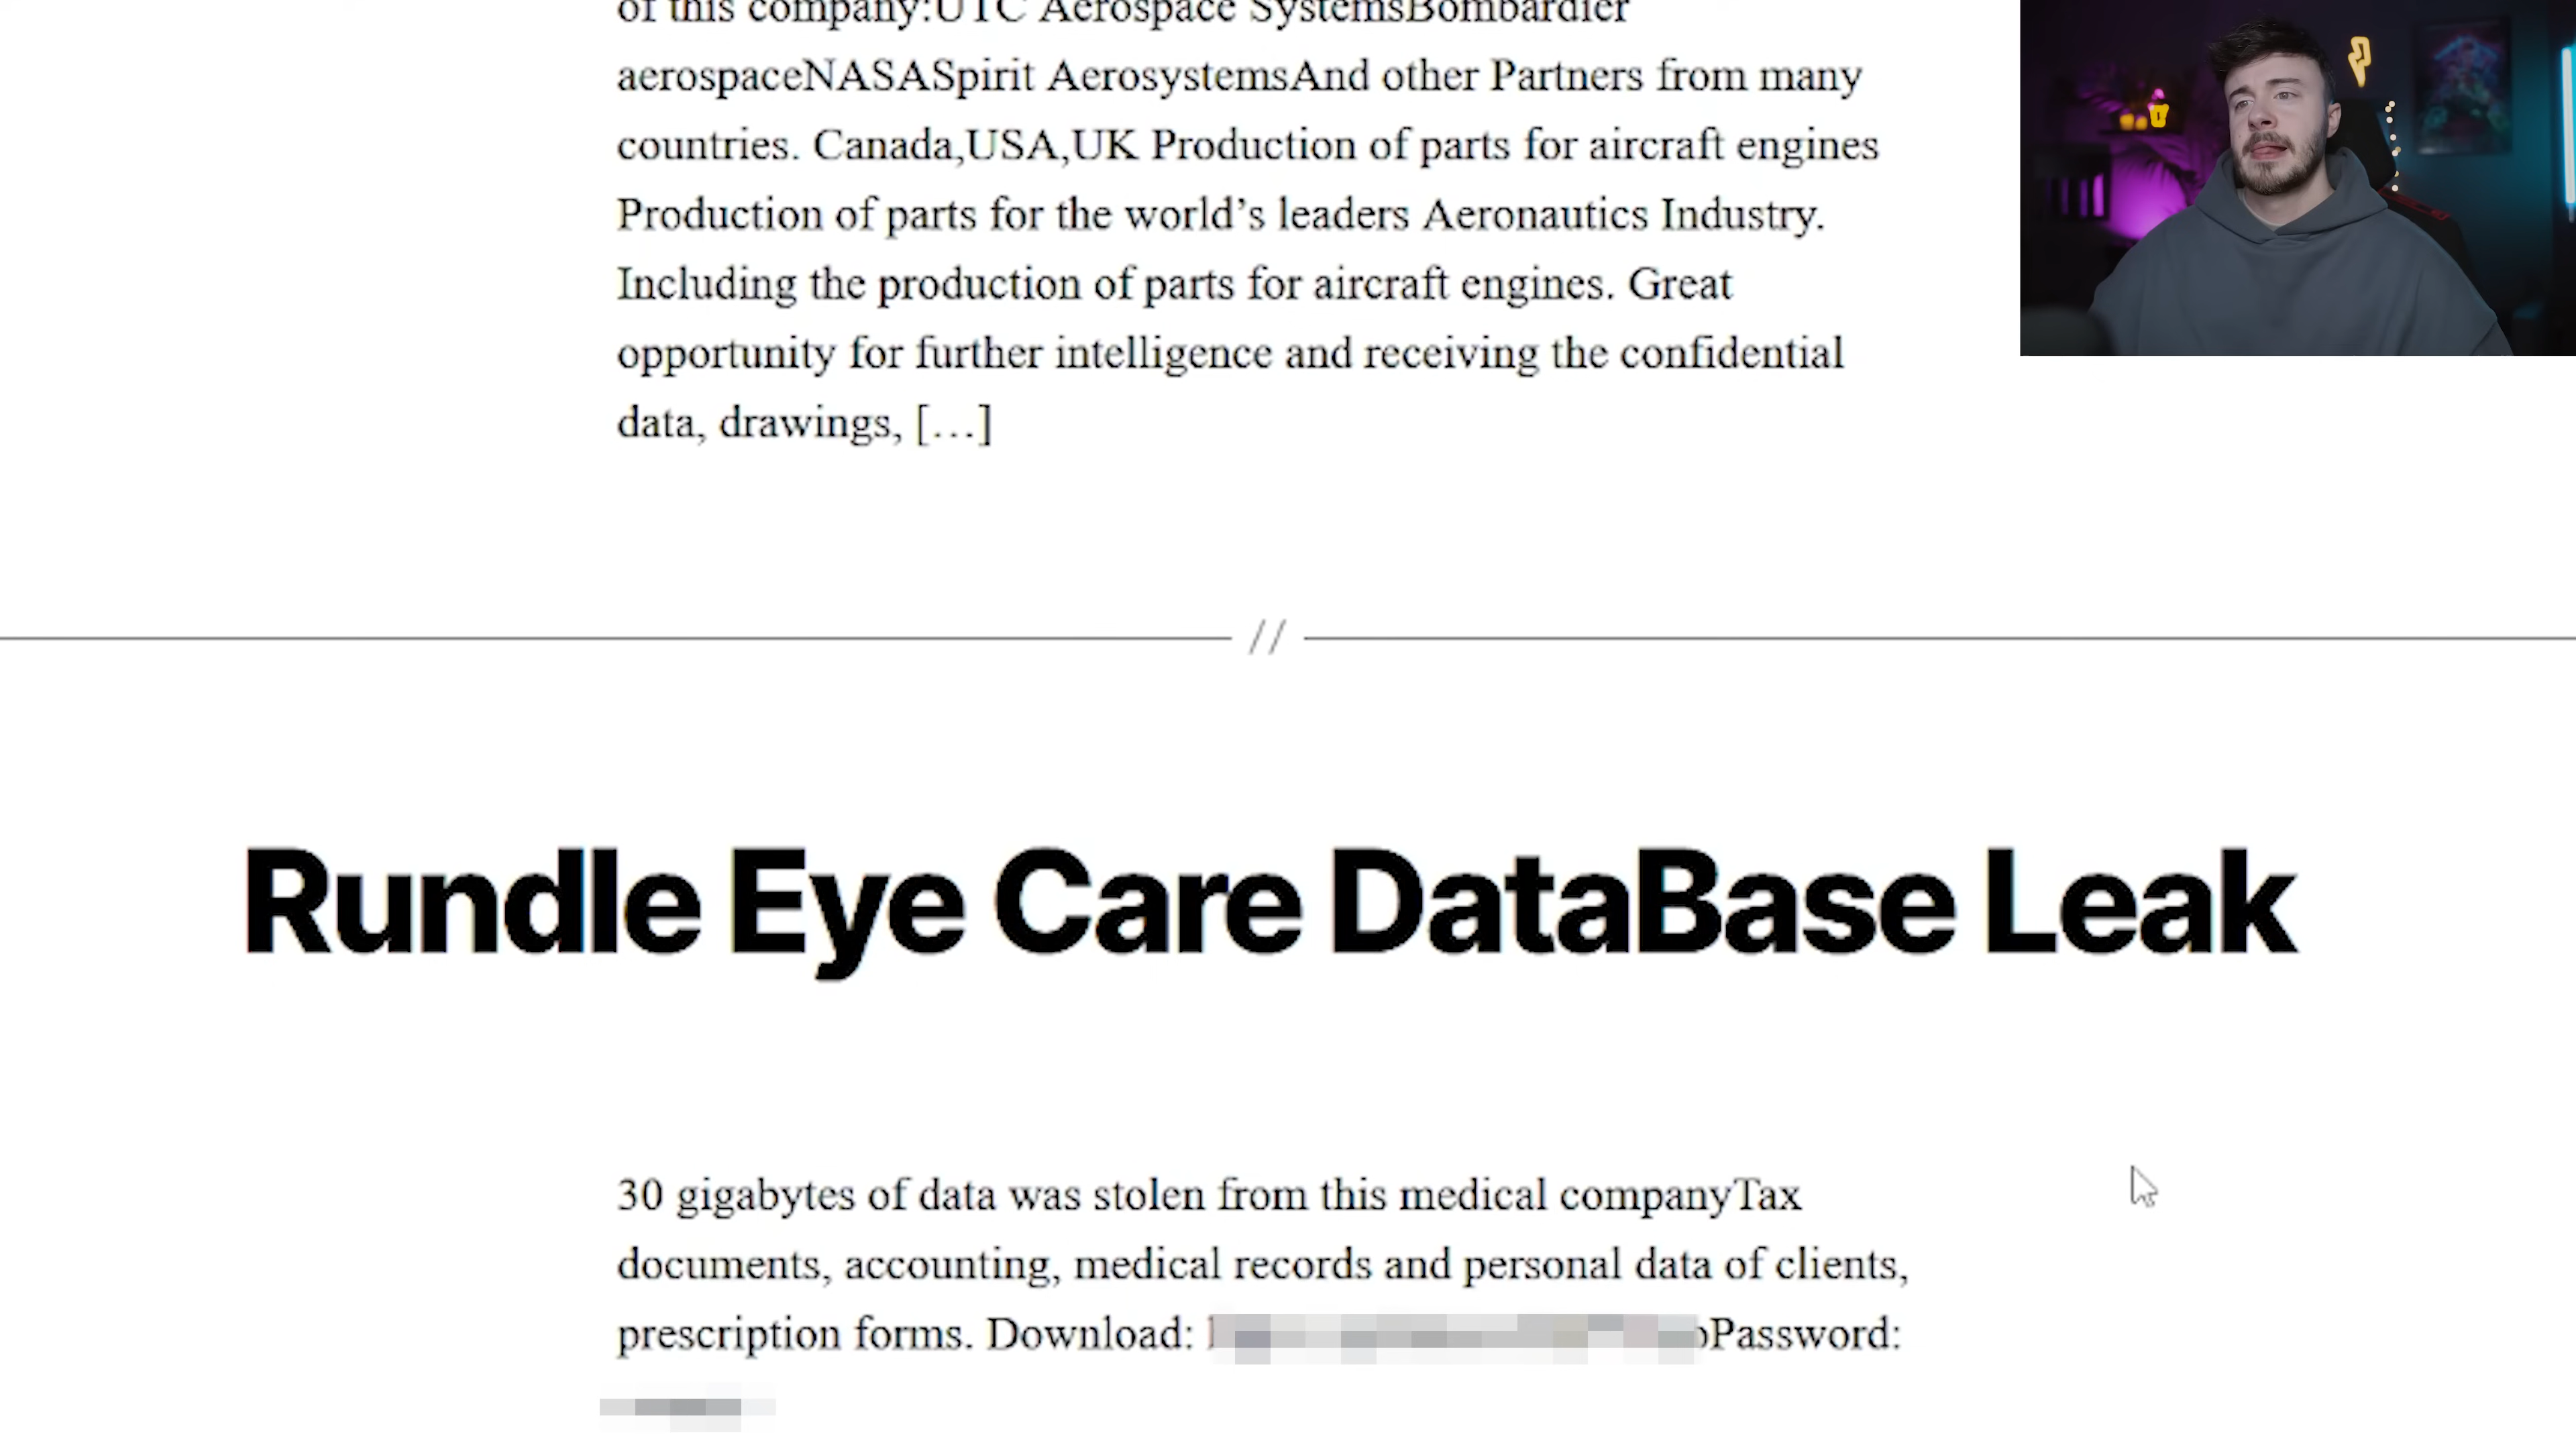 of this company:UTC Aerospace SystemsBombardier
aerospaceNASASpirit AerosystemsAnd other Partners from many
countries. Canada,USA,UK Production of parts for aircraft engines
Production of parts for the world’s leaders Aeronautics Industry.
Including the production of parts for aircraft engines. Great
opportunity for further intelligence and receiving the confidential
data, drawings, […]
//
Rundle Eye Care DataBase Leak
30 gigabytes of data was stolen from this medical companyTax
documents, accounting, medical records and personal data of clients,
prescription forms. Download: Password: